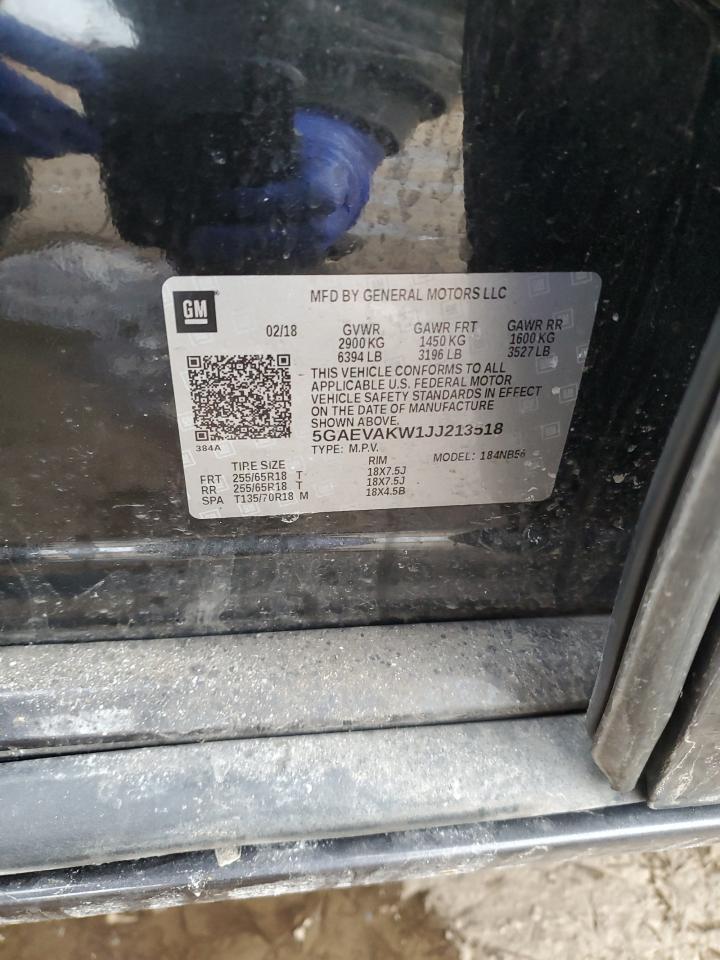 GM
MFD BY GENERAL MOTORS LLC
02/18 GVWR GAWR FRT GAWR RR
2900 KG 1450 KG 1600 KG
6394 LB 3196 LB 3527 LB
THIS VEHICLE CONFORMS TO ALL
APPLICABLE U.S. FEDERAL MOTOR
VEHICLE SAFETY STANDARDS IN EFFECT
ON THE DATE OF MANUFACTURE
SHOWN ABOVE.
384A
5GAEVAKW1JJ213518
TYPE: M.P.V. MODEL: 184NB56
TIRE SIZE RIM
FRT 255/65R18 T 18X7.5J
RR 255/65R18 T 18X7.5J
SPA T135/70R18 M 18X4.5B